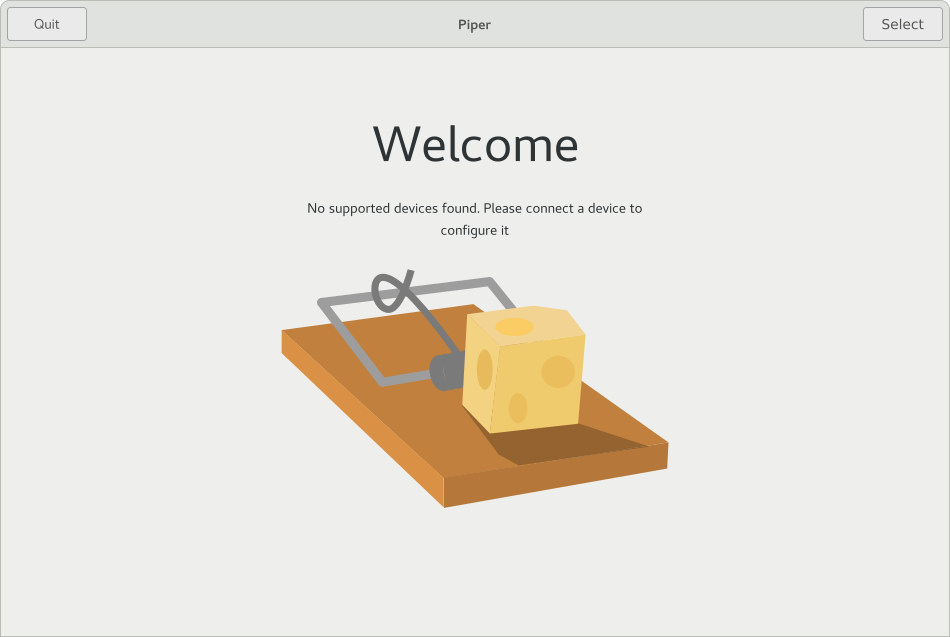 Quit
Piper
Select
Welcome
No supported devices found. Please connect a device to
configure it